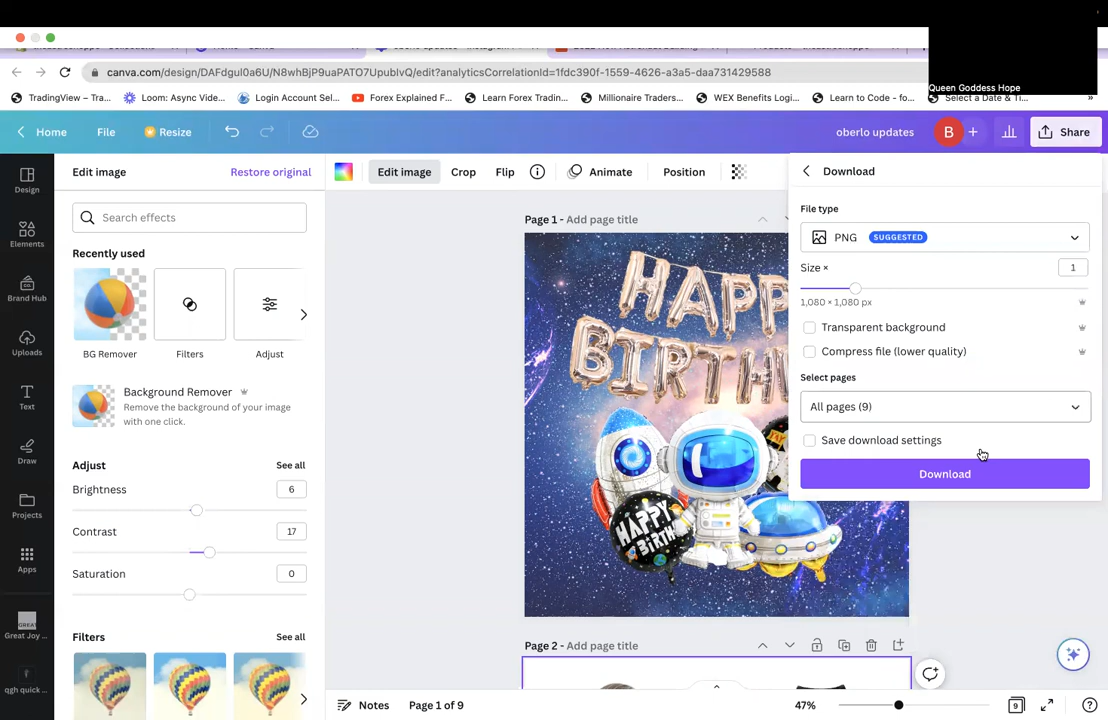 Queen Goddess Hope
canva.com/design/DAFdgul0a6U/N8whBjP9uaPATO7UpubIvQ/edit?analyticsCorrelationId=1fdc390f-1559-4626-a3a5-daa731429588
TradingView – Tra...
Loom: Async Vide...
Login Account Sel...
Forex Explained F...
Learn Forex Tradin...
Millionaire Traders...
WEX Benefits Logi...
Learn to Code - fo...
Select a Date & Ti...
»
Home
File
Resize
oberlo updates
B
+
Share
Design
Elements
Brand Hub
Uploads
Text
Draw
Projects
Apps
Great Joy ...
qgh quick ...
Edit image
Restore original
Search effects
Recently used
BG Remover
Filters
Adjust
Background Remover
Remove the background of your image
with one click.
Adjust
See all
Brightness
6
Contrast
17
Saturation
0
Filters
See all
Edit image
Crop
Flip
Animate
Position
Page 1 - Add page title
HAPP
BIRTH
HAPPY
BIRTH
Page 2 - Add page title
Download
File type
PNG
SUGGESTED
Size ×
1
1,080 × 1,080 px
Transparent background
Compress file (lower quality)
Select pages
All pages (9)
Save download settings
Download
Notes
Page 1 of 9
47%
9